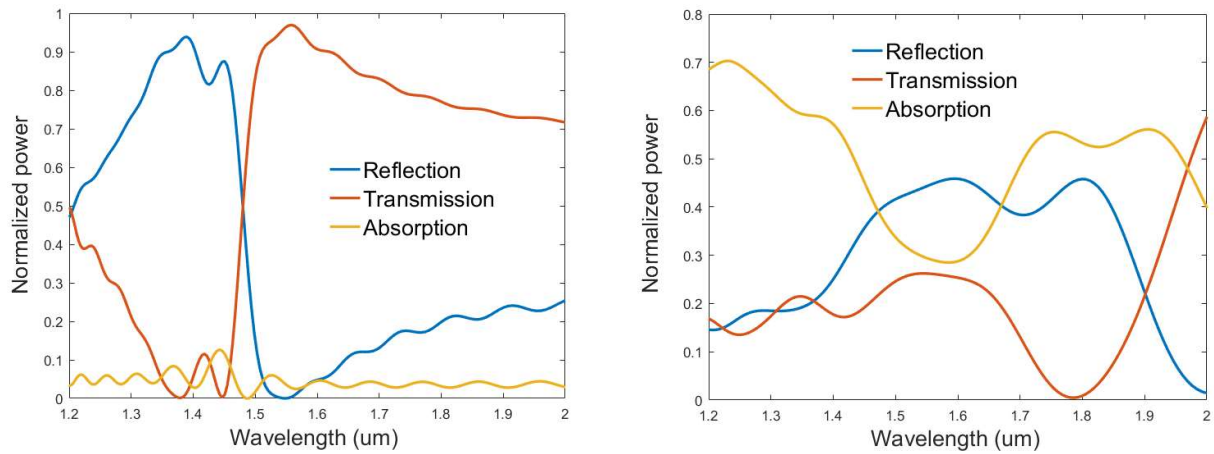 1
0.9
0.8
0.7
0.6
0.5
0.4
0.3
0.2
0.1
0
Normalized power
Reflection
Transmission
Absorption
1.2 1.3 1.4 1.5 1.6 1.7 1.8 1.9 2
Wavelength (um)
0.8
0.7
0.6
0.5
0.4
0.3
0.2
0.1
0
Normalized power
Reflection
Transmission
Absorption
1.2 1.3 1.4 1.5 1.6 1.7 1.8 1.9 2
Wavelength (um)